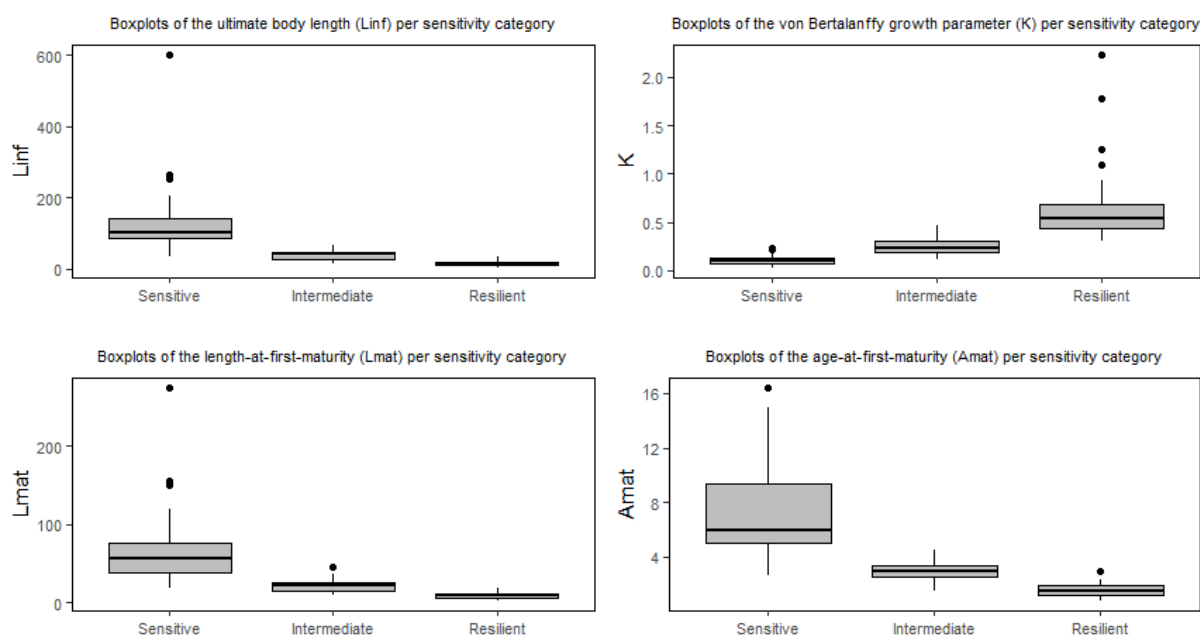 Boxplots of the ultimate body length (Linf) per sensitivity category
600
400
200
0
Linf
Sensitive Intermediate Resilient
Boxplots of the von Bertalanffy growth parameter (K) per sensitivity category
2.0
1.5
1.0
0.5
0.0
K
Sensitive Intermediate Resilient
Boxplots of the length-at-first-maturity (Lmat) per sensitivity category
200
100
0
Lmat
Sensitive Intermediate Resilient
Boxplots of the age-at-first-maturity (Amat) per sensitivity category
16
12
8
4
Amat
Sensitive Intermediate Resilient